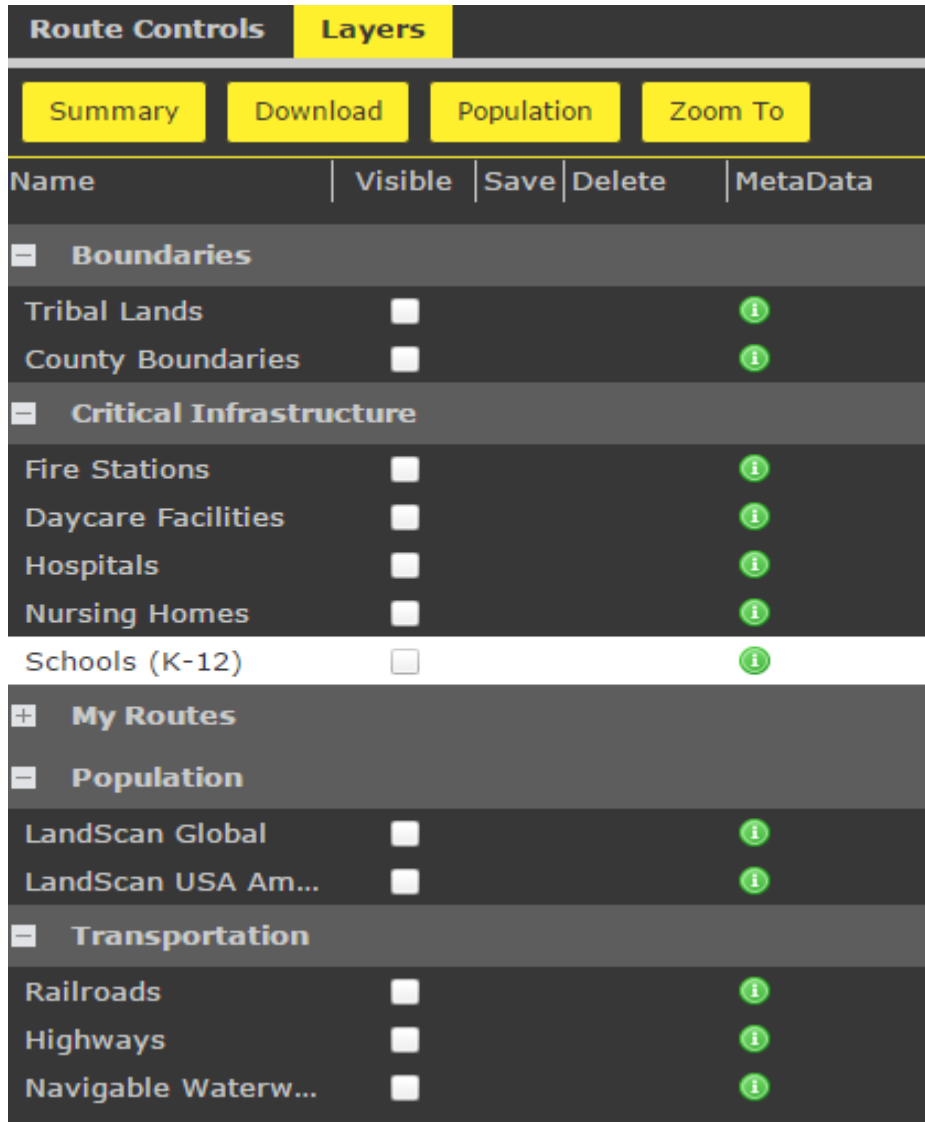 Route Controls Layers
Summary Download Population Zoom To
Name Visible Save Delete MetaData
Boundaries
Tribal Lands
County Boundaries
Critical Infrastructure
Fire Stations
Daycare Facilities
Hospitals
Nursing Homes
Schools (K-12)
My Routes
Population
LandScan Global
LandScan USA Am...
Transportation
Railroads
Highways
Navigable Waterw...